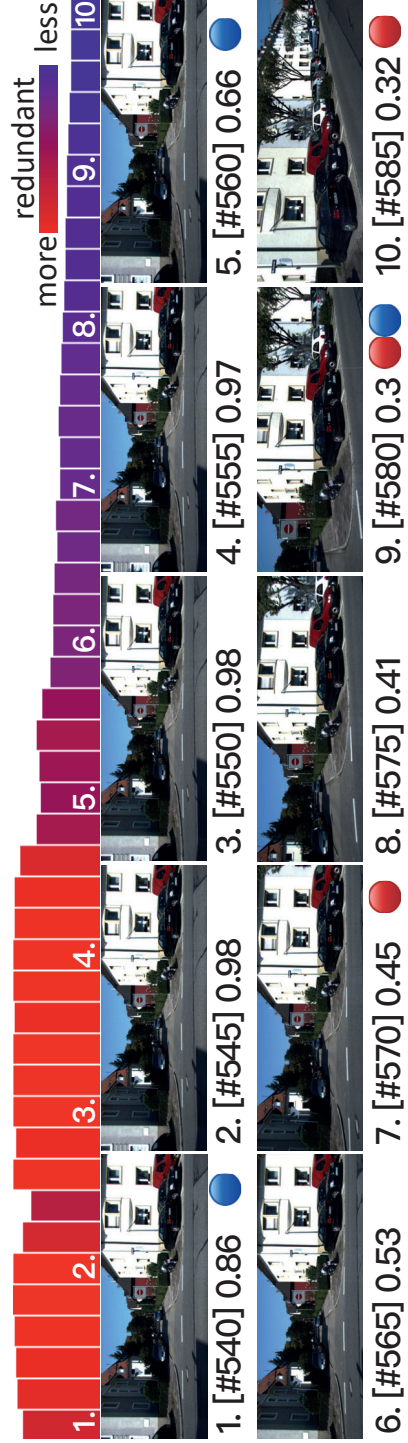 redundant
more less
1. 2. 3. 4. 5. 6. 7. 8. 9. 10.
1. [#540] 0.86
2. [#545] 0.98
3. [#550] 0.98
4. [#555] 0.97
5. [#560] 0.66
6. [#565] 0.53
7. [#570] 0.45
8. [#575] 0.41
9. [#580] 0.3
10. [#585] 0.32